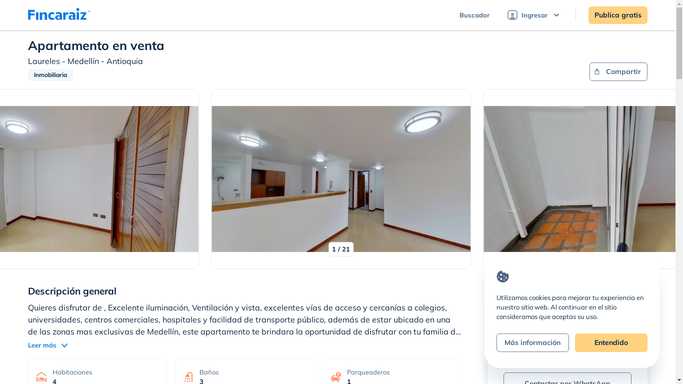 Fincaraiz
Buscador
Ingresar
Publica gratis
Apartamento en venta
Laureles - Medellín - Antioquia
Inmobiliaria
Compartir
1 / 21
Descripción general
Quieres disfrutar de , Excelente iluminación, Ventilación y vista, excelentes vías de acceso y cercanías a colegios,
universidades, centros comerciales, hospitales y facilidad de transporte público, además de estar ubicado en una
de las zonas mas exclusivas de Medellín, este apartamento te brindara la oportunidad de disfrutar con tu familia d...
Leer más
Habitaciones
4
Baños
3
Parqueaderos
1
Utilizamos cookies para mejorar tu experiencia en
nuestro sitio web. Al continuar en el sitio
consideramos que aceptas su uso.
Más información
Entendido
Contactar por WhatsApp